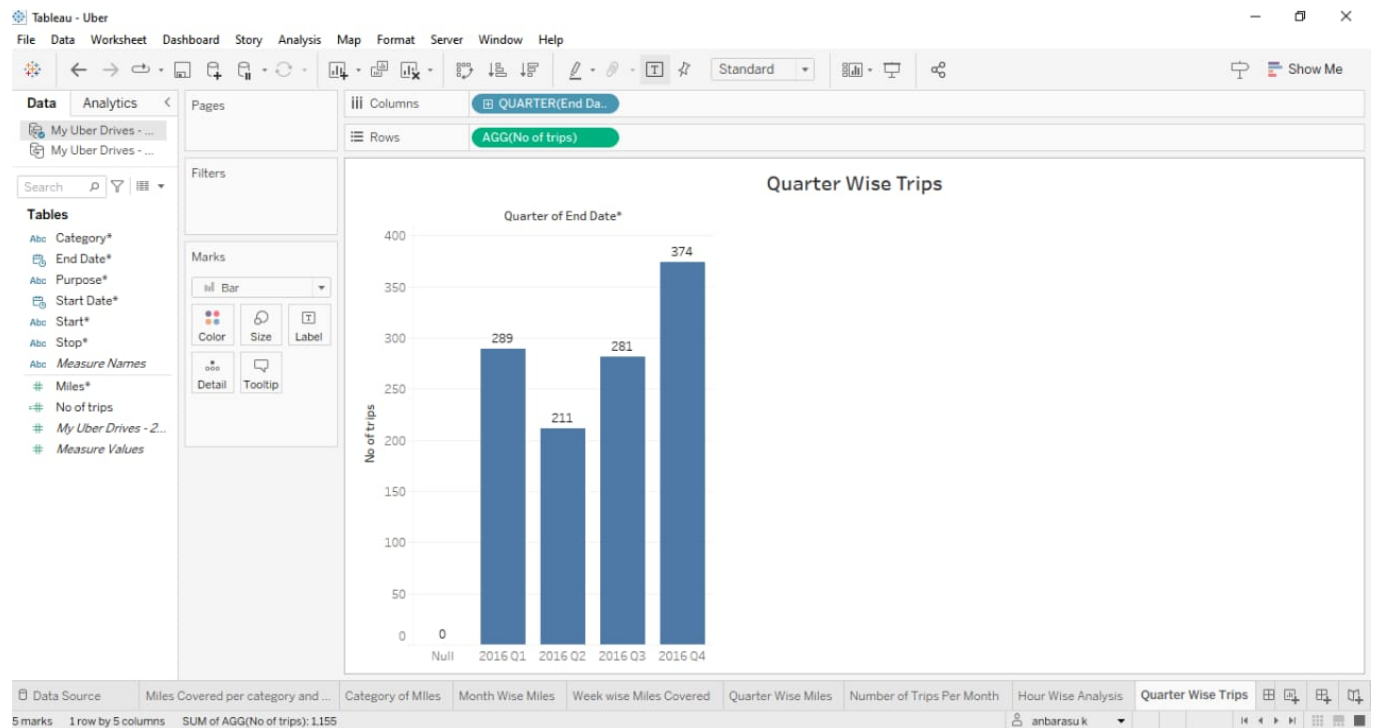 Tableau - Uber
File Data Worksheet Dashboard Story Analysis Map Format Server Window Help
Standard
Show Me
Data Analytics
Pages
iii Columns
QUARTER(End Da..
My Uber Drives - ...
My Uber Drives - ...
Rows
AGG(No of trips)
Search
Filters
Quarter Wise Trips
Tables
Abc Category*
End Date*
Abc Purpose*
Start Date*
Abc Start*
Abc Stop*
Abc Measure Names
# Miles*
=# No of trips
# My Uber Drives - 2...
# Measure Values
Marks
Bar
Color Size Label
Detail Tooltip
Quarter of End Date*
400
350
300
250
200
150
100
50
0
No of trips
0
289
211
281
374
Null 2016 Q1 2016 Q2 2016 Q3 2016 Q4
Data Source Miles Covered per category and ... Category of MIles Month Wise Miles Week wise Miles Covered Quarter Wise Miles Number of Trips Per Month Hour Wise Analysis Quarter Wise Trips
5 marks 1 row by 5 columns SUM of AGG(No of trips): 1,155
anbarasu k